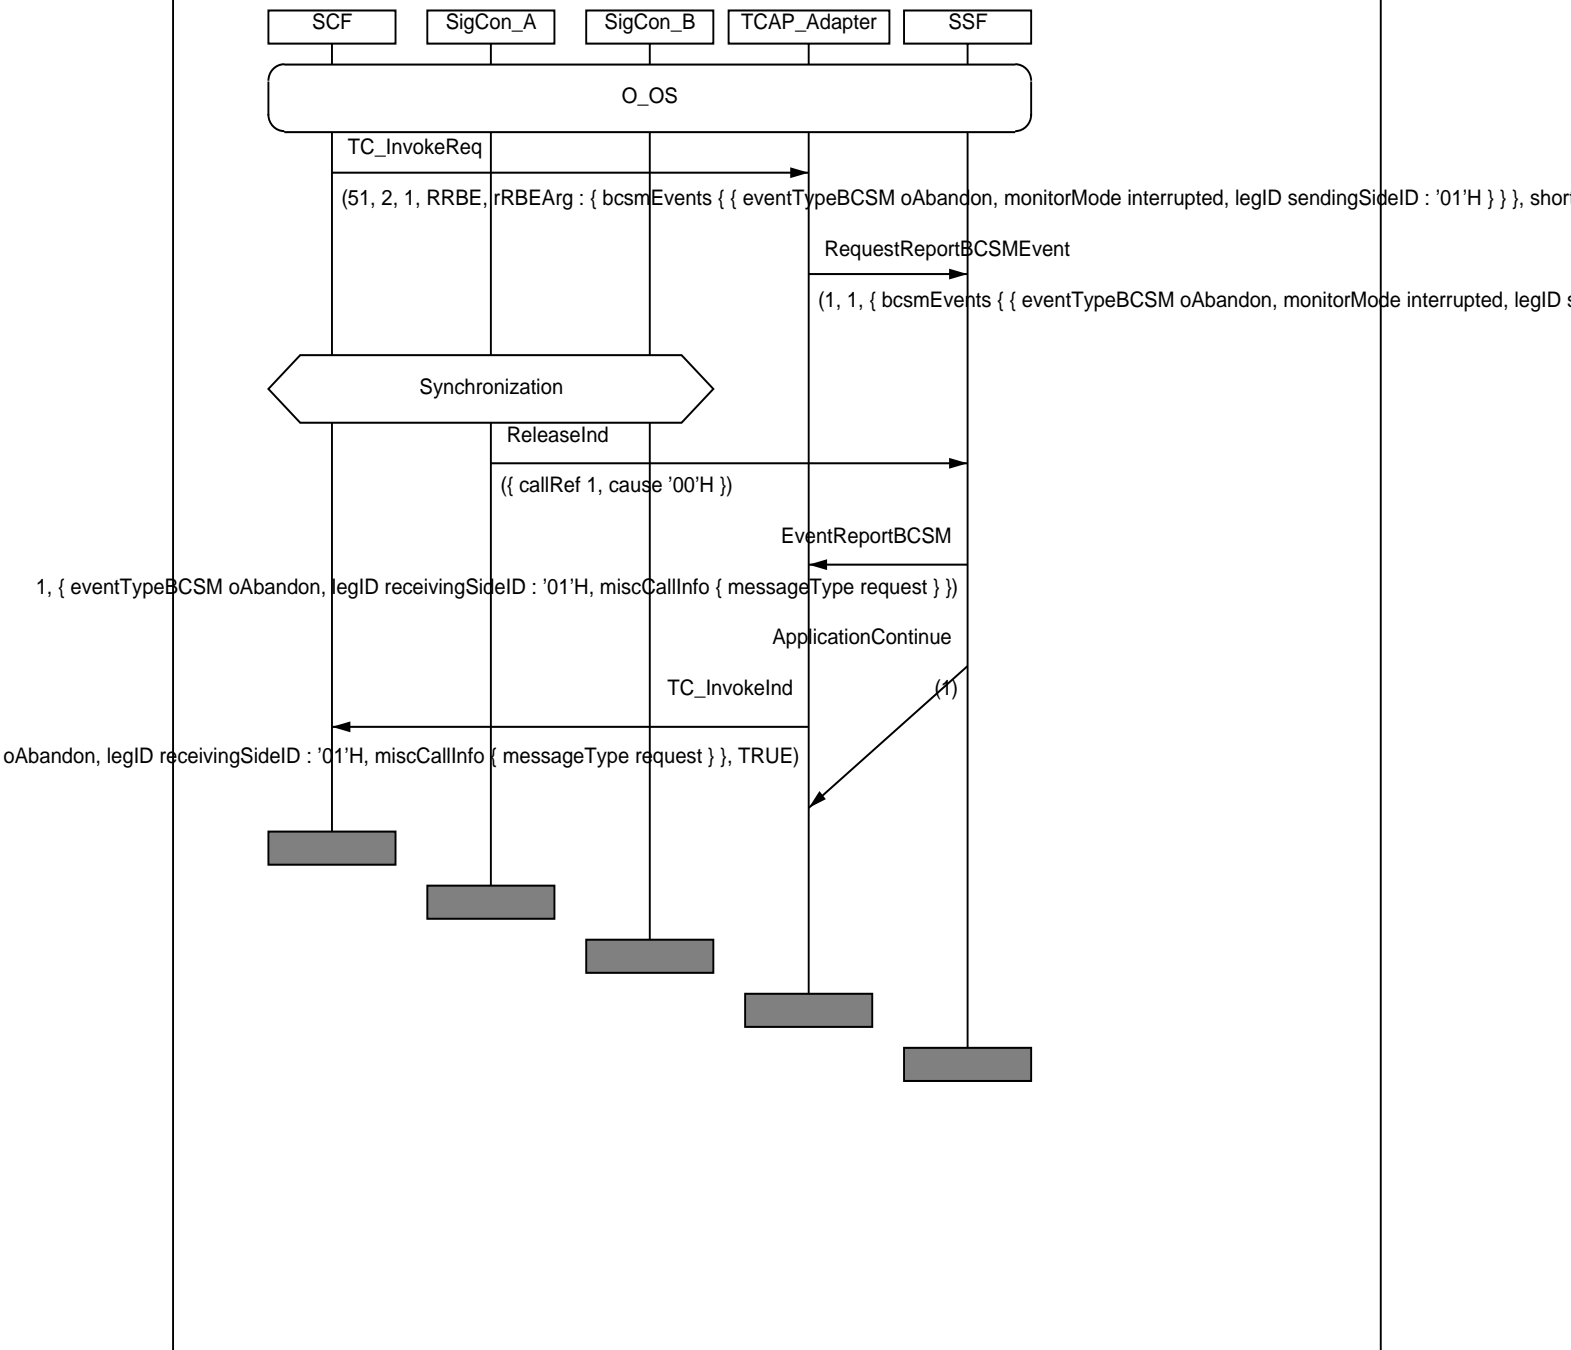 SCF SigCon_A SigCon_B TCAP_Adapter SSF
O_OS
TC_InvokeReq
(51, 2, 1, RRBE, rRBEArg : { bcsmEvents { { eventTypeBCSM oAbandon, monitorMode interrupted, legID sendingSideID : '01'H } } }, shor
RequestReportBCSMEvent
(1, 1, { bcsmEvents { { eventTypeBCSM oAbandon, monitorMode interrupted, legID s
Synchronization
ReleaseInd
({ callRef 1, cause '00'H })
EventReportBCSM
1, { eventTypeBCSM oAbandon, legID receivingSideID : '01'H, miscCallInfo { messageType request } })
ApplicationContinue
TC_InvokeInd
(1)
oAbandon, legID receivingSideID : '01'H, miscCallInfo { messageType request } }, TRUE)